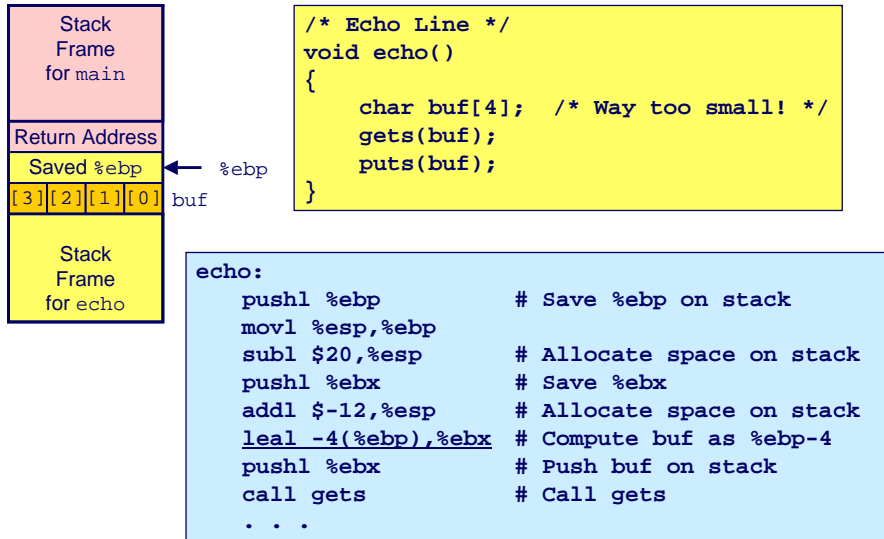 Stack
Frame
for main
Return Address
Saved %ebp
%ebp
[3][2][1][0] buf
Stack
Frame
for echo
/* Echo Line */
void echo()
{
    char buf[4];  /* Way too small! */
    gets(buf);
    puts(buf);
}
echo:
    pushl %ebp          # Save %ebp on stack
    movl %esp,%ebp
    subl $20,%esp       # Allocate space on stack
    pushl %ebx          # Save %ebx
    addl $-12,%esp      # Allocate space on stack
    leal -4(%ebp),%ebx  # Compute buf as %ebp-4
    pushl %ebx          # Push buf on stack
    call gets           # Call gets
    . . .